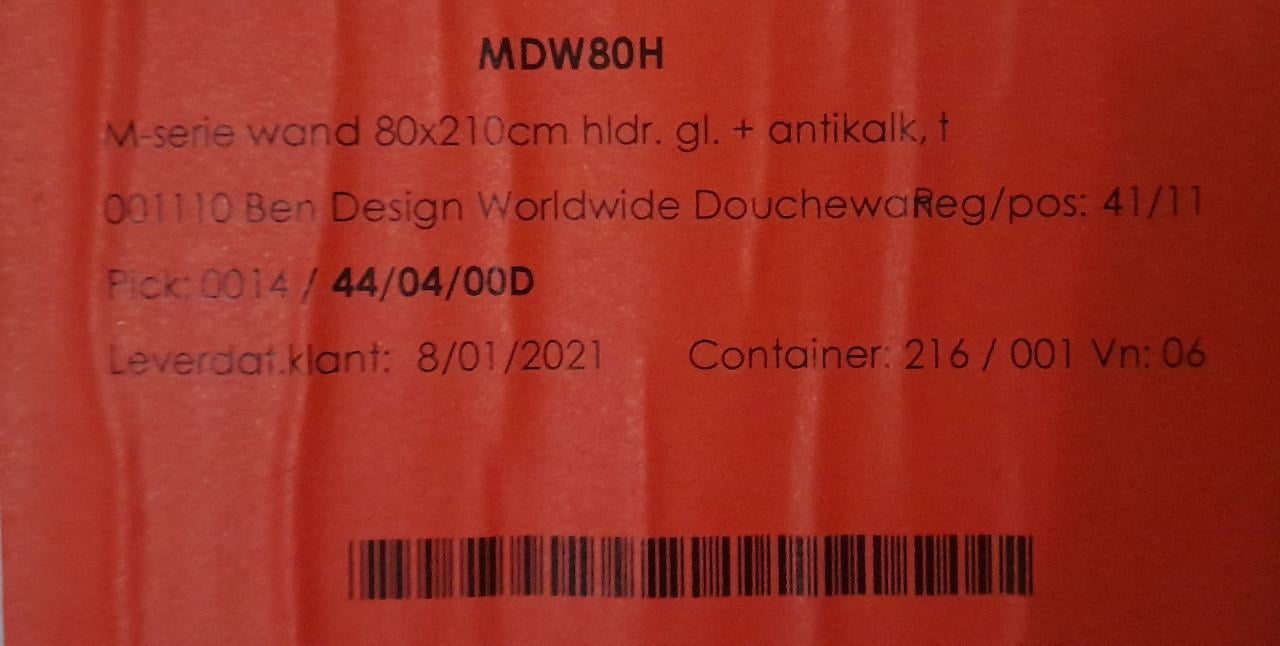 MDW80H
M-serie wand 80x210cm hldr. gl. + antikalk, t
001110 Ben Design Worldwide DouchewaReg/pos: 41/11
Pick: 0014 / 44/04/00D
Leverdat.klant: 8/01/2021 Container: 216 / 001 Vn: 06